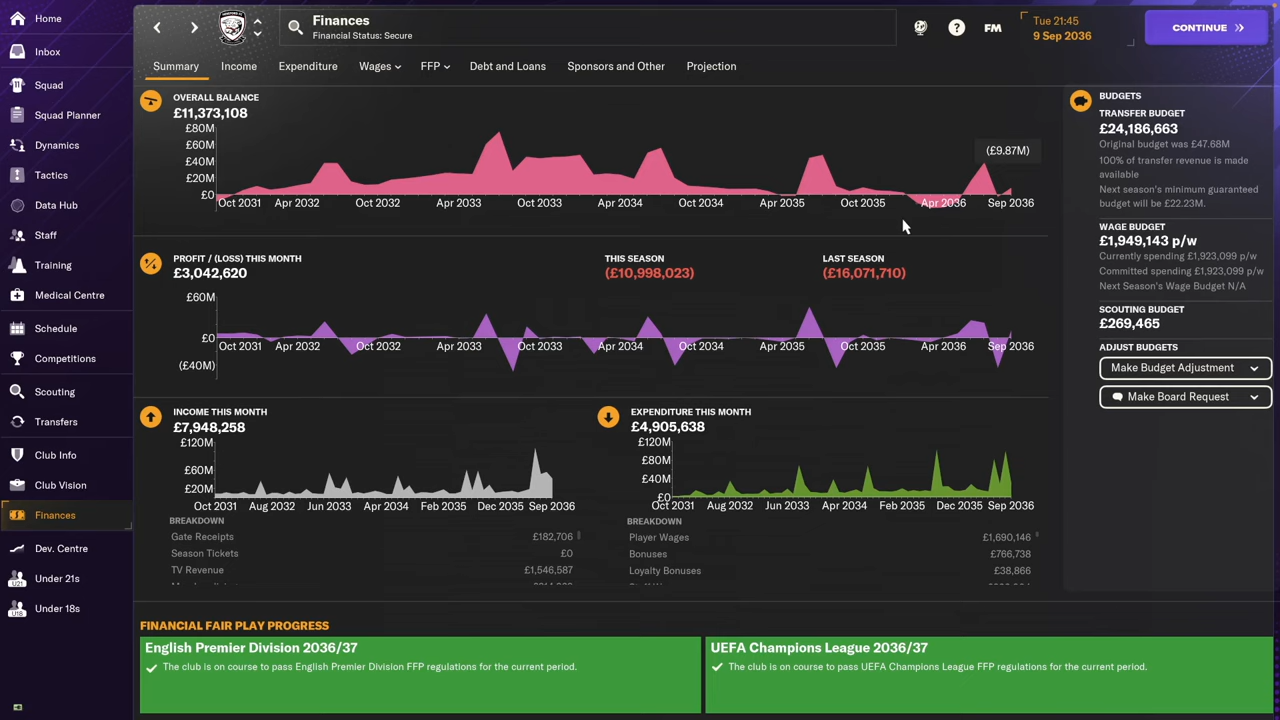 Home
Inbox
Squad
Squad Planner
Dynamics
Tactics
Data Hub
Staff
Training
Medical Centre
Schedule
Competitions
Scouting
Transfers
Club Info
Club Vision
Finances
Dev. Centre
Under 21s
Under 18s
Finances
Financial Status: Secure
FM
Tue 21:45
9 Sep 2036
CONTINUE
Summary Income Expenditure Wages FFP Debt and Loans Sponsors and Other Projection
OVERALL BALANCE
£11,373,108
£80M
£60M
£40M
£20M
£0
(£9.87M)
Oct 2031 Apr 2032 Oct 2032 Apr 2033 Oct 2033 Apr 2034 Oct 2034 Apr 2035 Oct 2035 Apr 2036 Sep 2036
PROFIT / (LOSS) THIS MONTH
£3,042,620
THIS SEASON
(£10,998,023)
LAST SEASON
(£16,071,710)
£60M
£0
(£40M)
Oct 2031 Apr 2032 Oct 2032 Apr 2033 Oct 2033 Apr 2034 Oct 2034 Apr 2035 Oct 2035 Apr 2036 Sep 2036
INCOME THIS MONTH
£7,948,258
£120M
£60M
£20M
Oct 2031 Aug 2032 Jun 2033 Apr 2034 Feb 2035 Dec 2035 Sep 2036
BREAKDOWN
Gate Receipts £182,706
Season Tickets £0
TV Revenue £1,546,587
EXPENDITURE THIS MONTH
£4,905,638
£120M
£80M
£40M
£0
Oct 2031 Aug 2032 Jun 2033 Apr 2034 Feb 2035 Dec 2035 Sep 2036
BREAKDOWN
Player Wages £1,690,146
Bonuses £766,738
Loyalty Bonuses £38,866
BUDGETS
TRANSFER BUDGET
£24,186,663
Original budget was £47.68M
100% of transfer revenue is made
available
Next season's minimum guaranteed
budget will be £22.23M.
WAGE BUDGET
£1,949,143 p/w
Currently spending £1,923,099 p/w
Committed spending £1,923,099 p/w
Next Season's Wage Budget N/A
SCOUTING BUDGET
£269,465
ADJUST BUDGETS
Make Budget Adjustment
Make Board Request
FINANCIAL FAIR PLAY PROGRESS
English Premier Division 2036/37
The club is on course to pass English Premier Division FFP regulations for the current period.
UEFA Champions League 2036/37
The club is on course to pass UEFA Champions League FFP regulations for the current period.